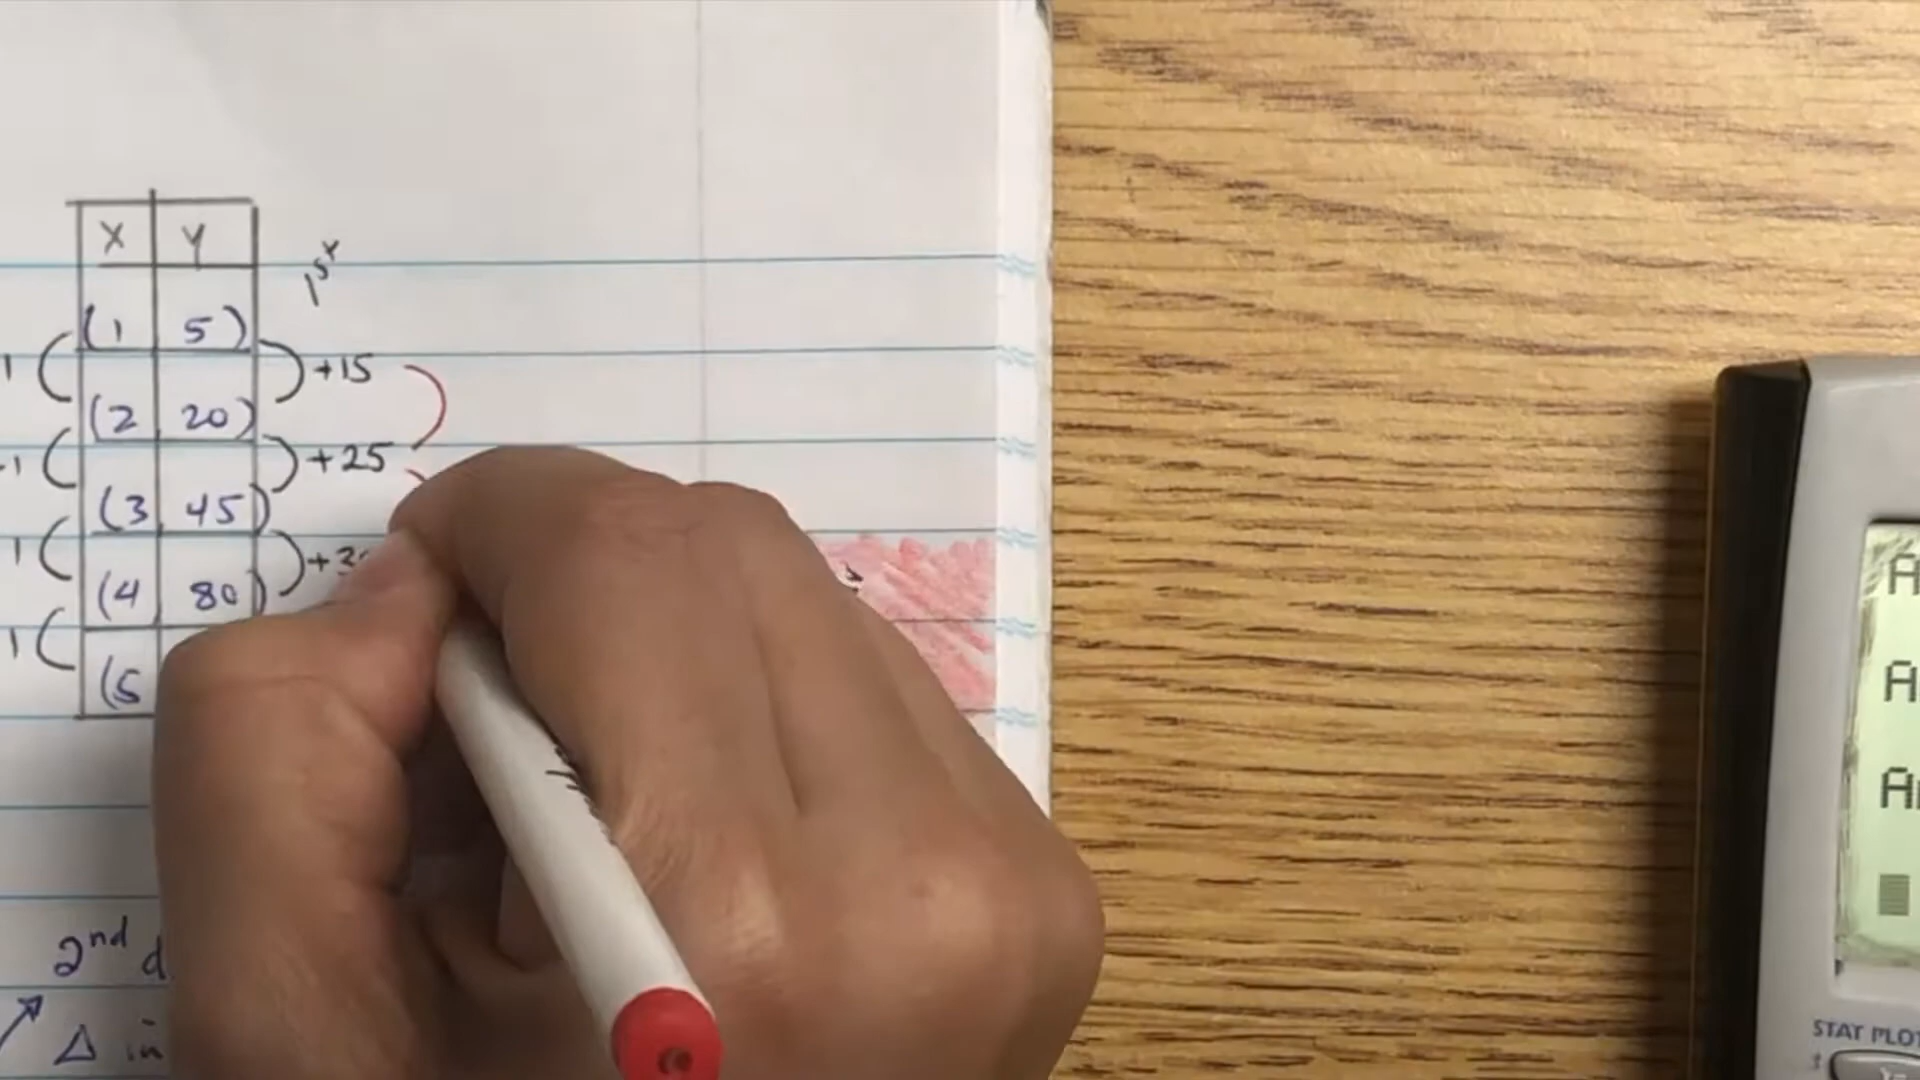 X Y
1st
(1 5)
1 +15
(2 20)
-1 +25
(3 45)
1 +3
(4 80)
1
(5
2nd d
Δ in
A
A
A
STAT PLOT